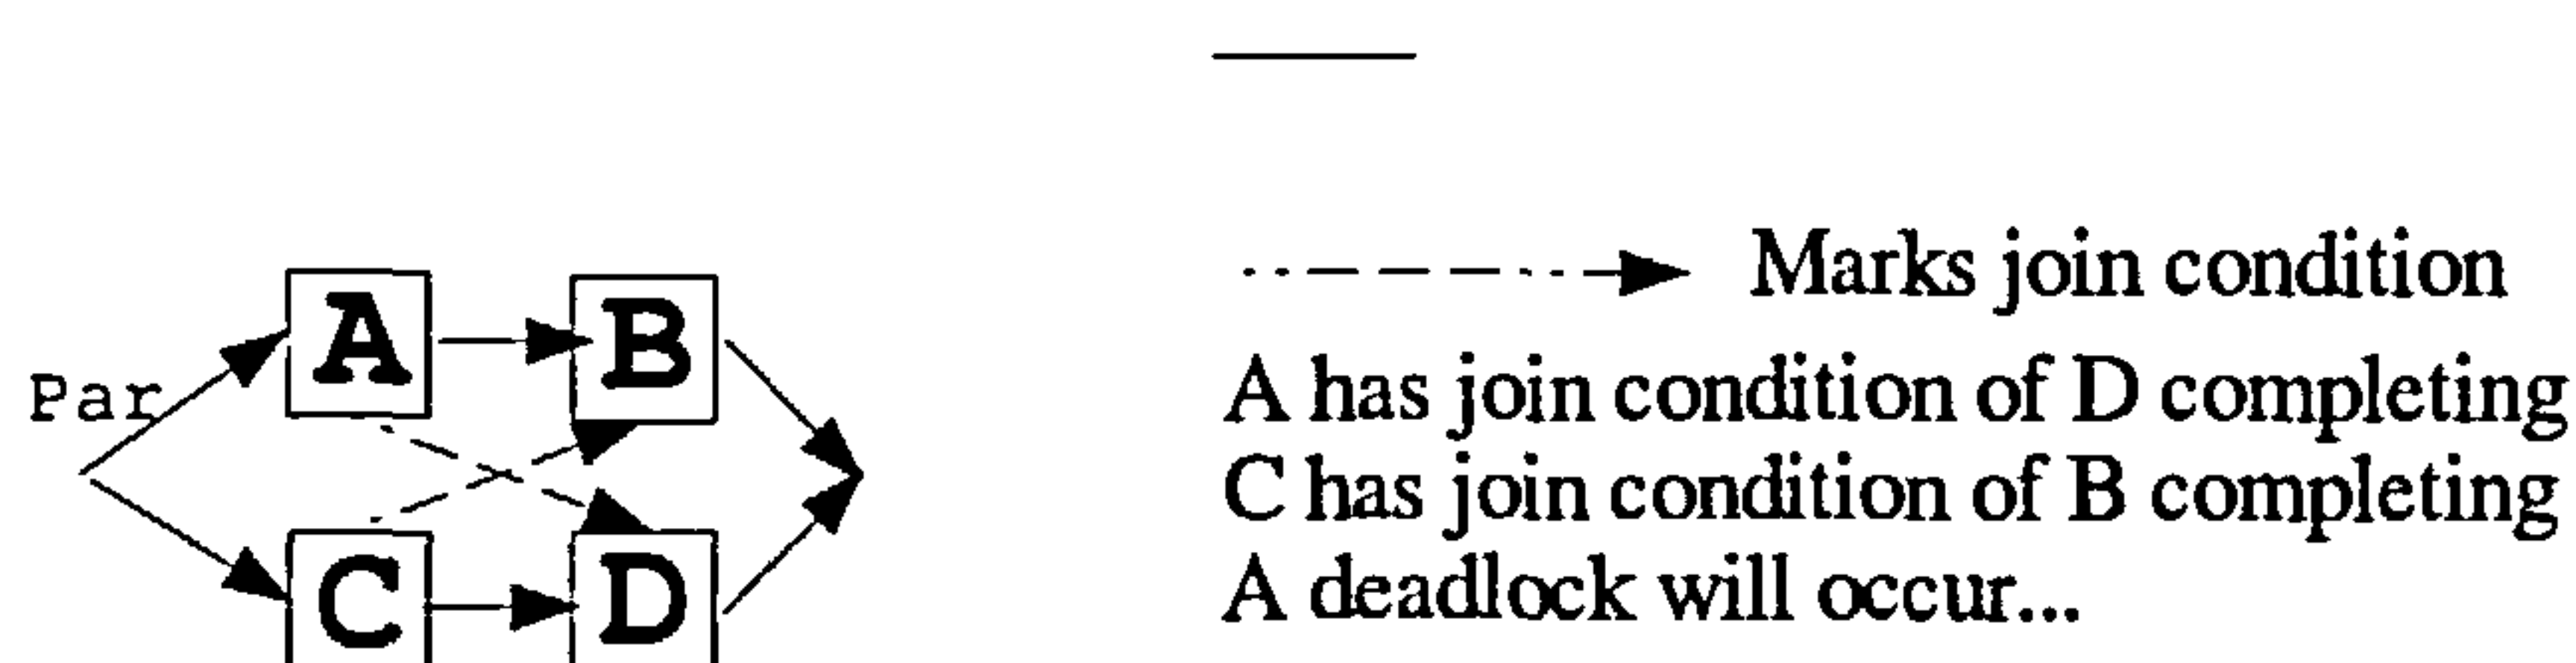 Marks join condition
A B
Par
A has join condition of D completing
C has join condition of B completing
C D
A deadlock will occur...